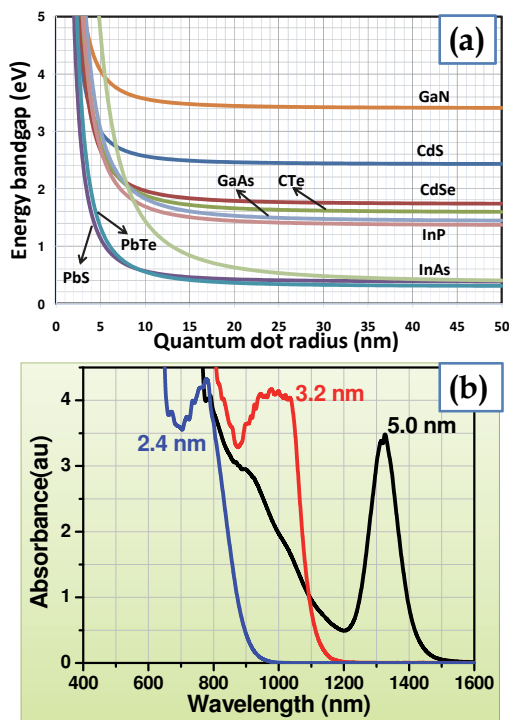 (a)
Energy bandgap (eV)
5
4
3
2
1
0
GaN
CdS
GaAs
CTe
CdSe
InP
PbTe
PbS
InAs
0 5 10 15 20 25 30 35 40 45 50
Quantum dot radius (nm)
(b)
Absorbance(au)
4
3
2
1
0
2.4 nm
3.2 nm
5.0 nm
400 600 800 1000 1200 1400 1600
Wavelength (nm)